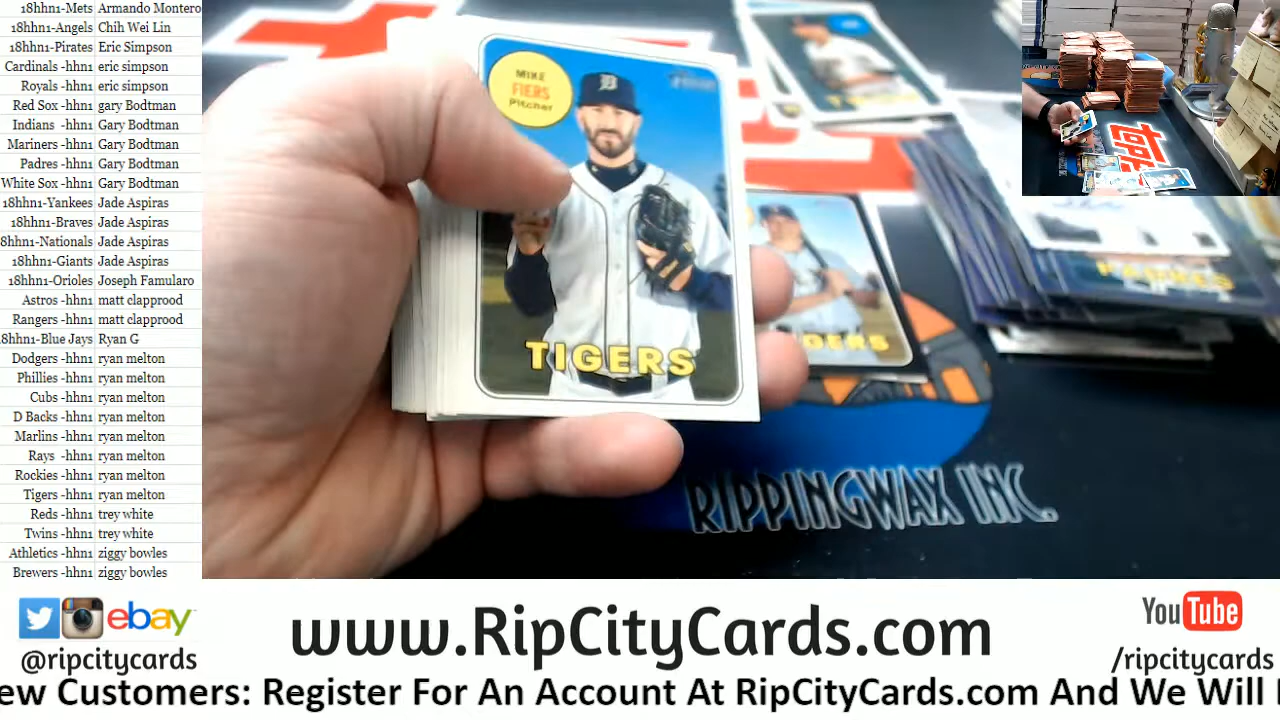 18hhn1-Mets Armando Montero
18hhn1-Angels Chih Wei Lin
18hhn1-Pirates Eric Simpson
Cardinals -hhn1 eric simpson
Royals -hhn1 eric simpson
Red Sox -hhn1 gary Bodtman
Indians -hhn1 Gary Bodtman
Mariners -hhn1 Gary Bodtman
Padres -hhn1 Gary Bodtman
White Sox -hhn1 Gary Bodtman
18hhn1-Yankees Jade Aspiras
18hhn1-Braves Jade Aspiras
8hhn1-Nationals Jade Aspiras
18hhn1-Giants Jade Aspiras
18hhn1-Orioles Joseph Famularo
Astros -hhn1 matt clapprood
Rangers -hhn1 matt clapprood
8hhn1-Blue Jays Ryan G
Dodgers -hhn1 ryan melton
Phillies -hhn1 ryan melton
Cubs -hhn1 ryan melton
D Backs -hhn1 ryan melton
Marlins -hhn1 ryan melton
Rays -hhn1 ryan melton
Rockies -hhn1 ryan melton
Tigers -hhn1 ryan melton
Reds -hhn1 trey white
Twins -hhn1 trey white
Athletics -hhn1 ziggy bowles
Brewers -hhn1 ziggy bowles
MIKE
FIERS
Pitcher
D
TIGERS
PADRES
RIPPINGWAX INC.
ebay
@ripcitycards
www.RipCityCards.com
YouTube
/ripcitycards
ew Customers: Register For An Account At RipCityCards.com And We Will